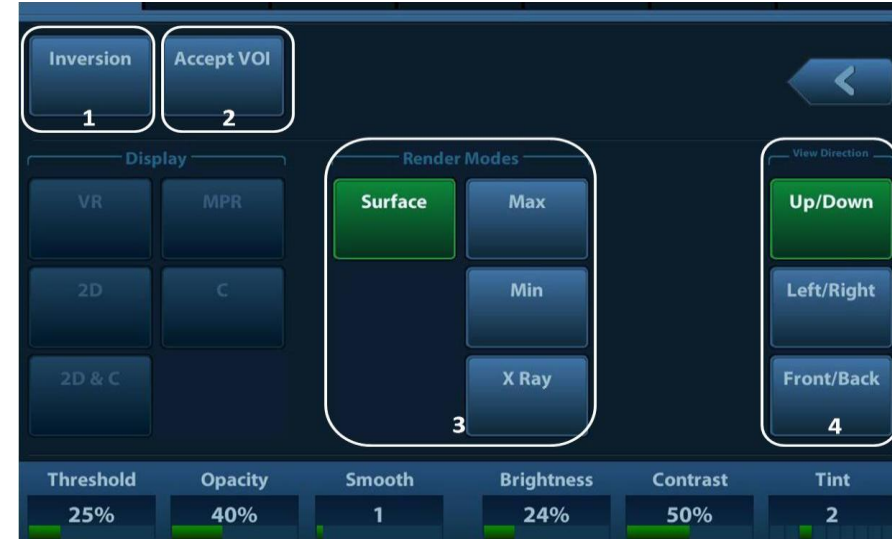 Inversion Accept VOI
1 2
Display Render Modes View Direction
VR MPR Surface Max Up/Down
2D C Min Left/Right
2D & C X Ray Front/Back
3 4
Threshold Opacity Smooth Brightness Contrast Tint
25% 40% 1 24% 50% 2